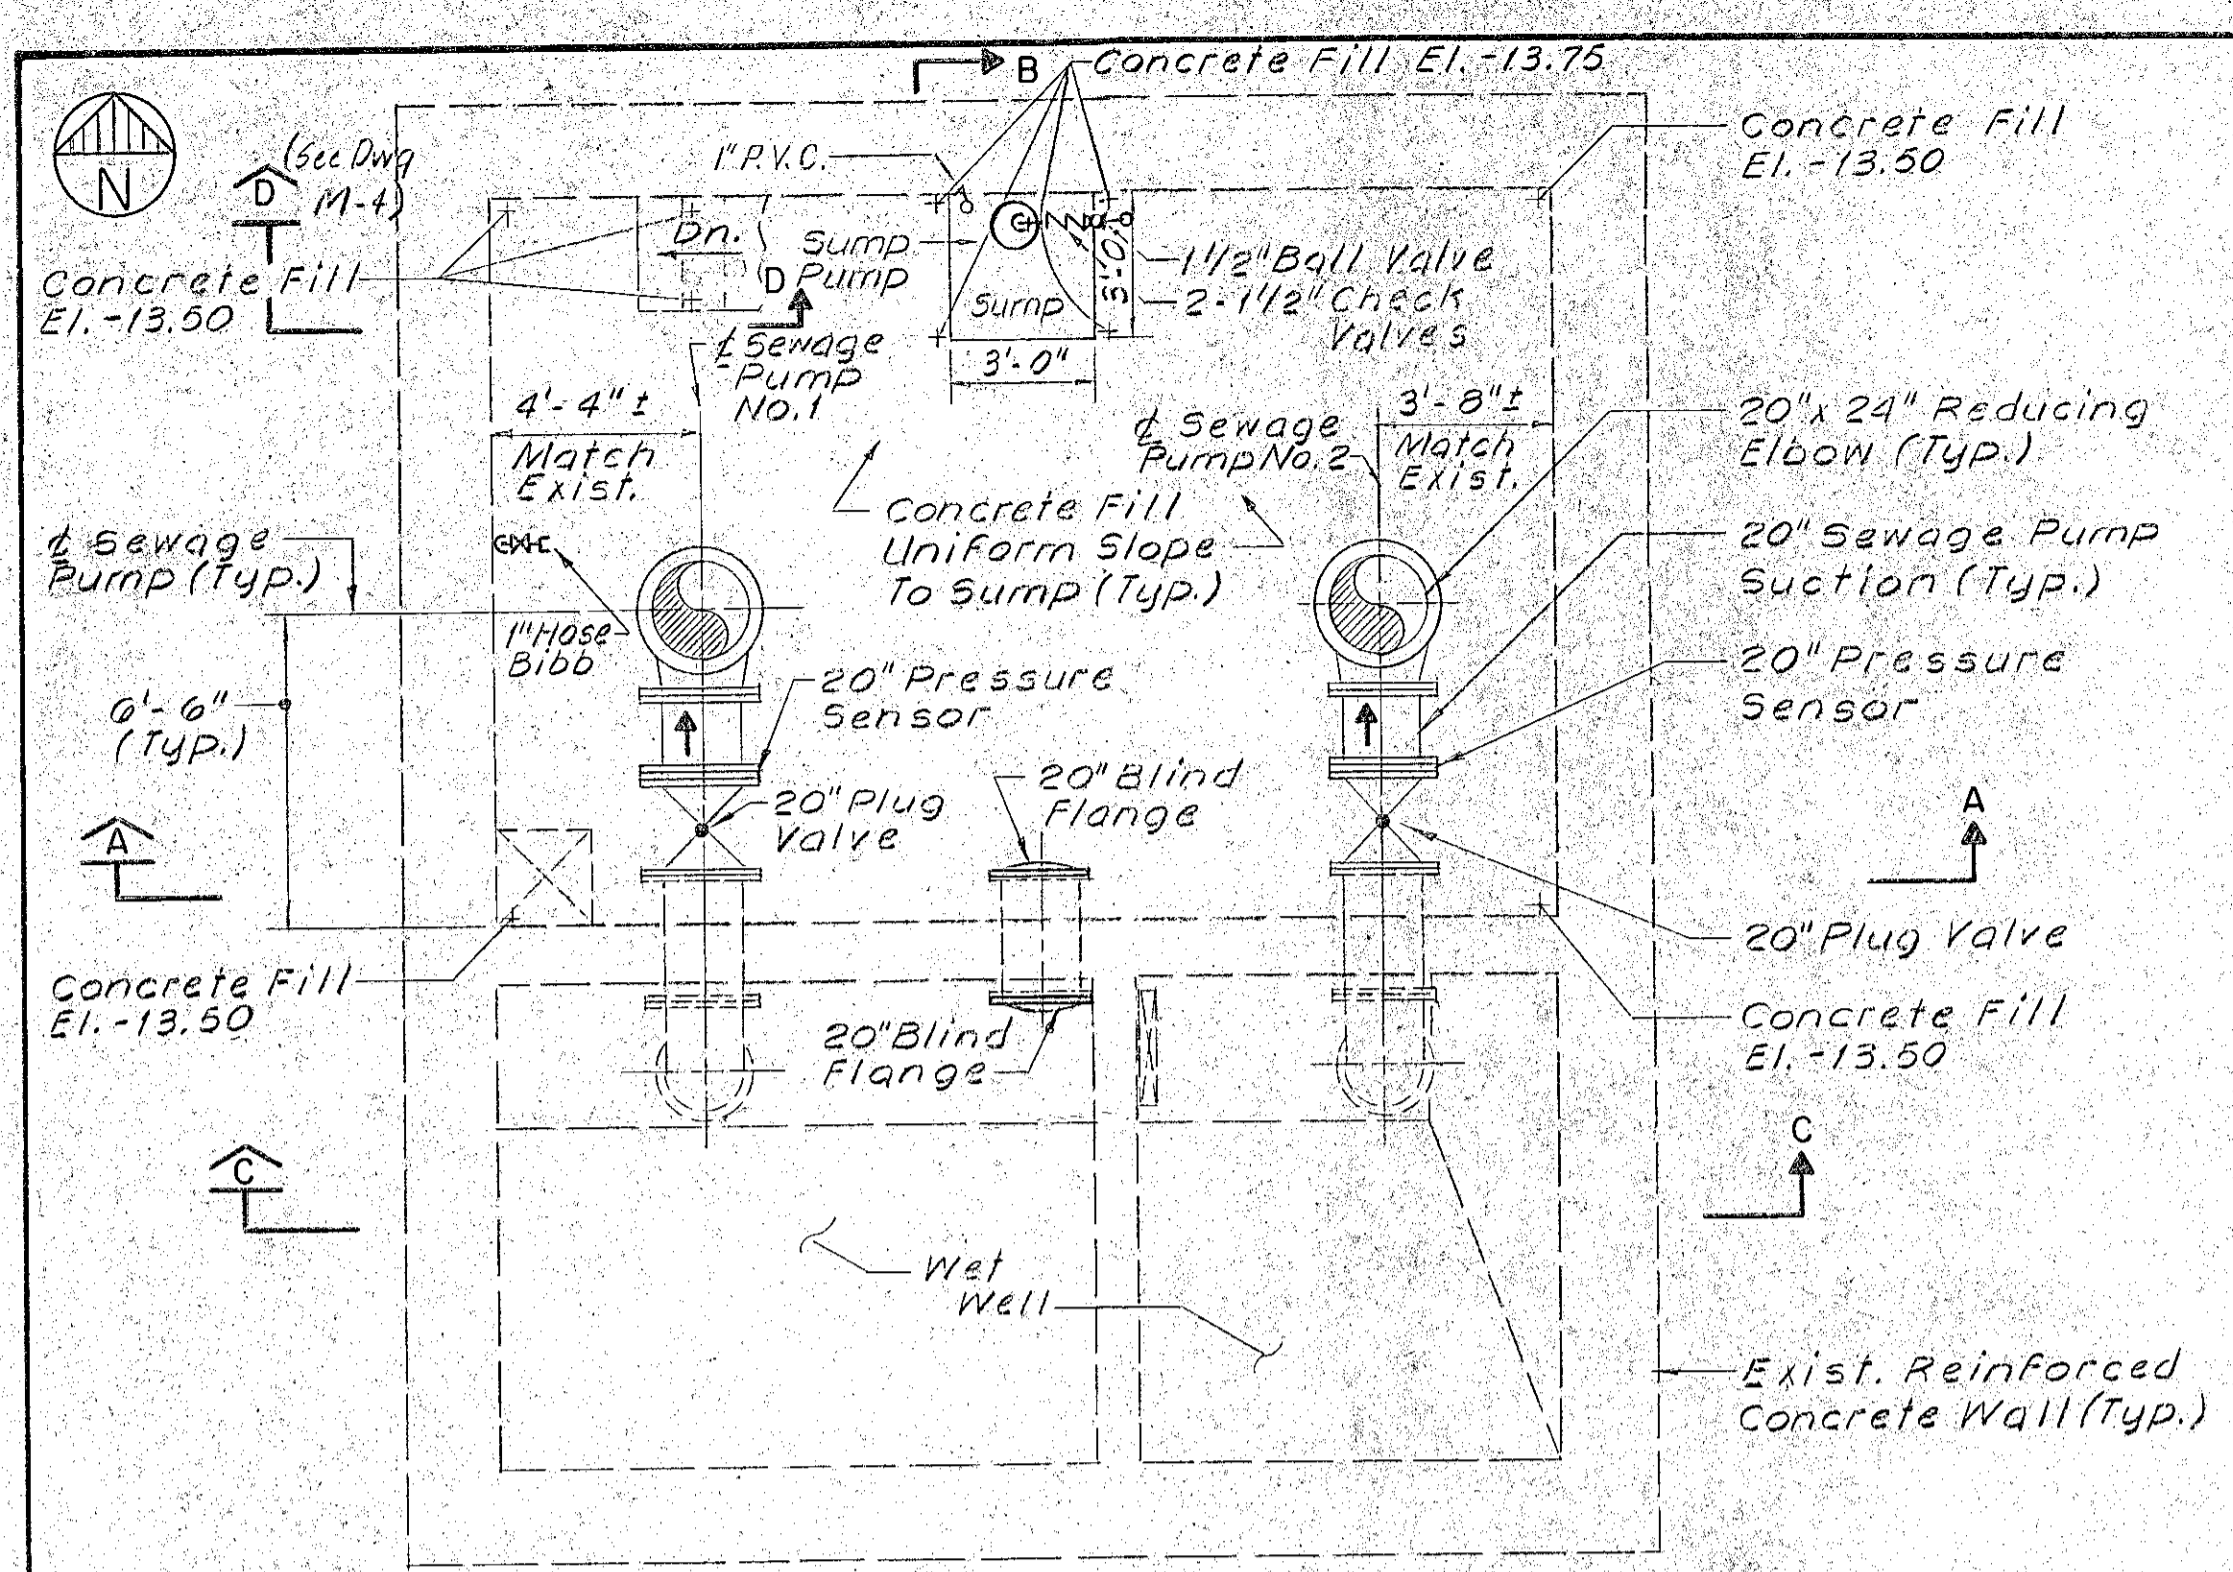 B
Concrete Fill El. -13.75
N
(See Dwg
M-4)
D
1" P.V.C.
Concrete Fill
El. -13.50
Concrete Fill
El. -13.50
Dn.
D
Sump
Pump
Sump
3'-0"
3'-0"
1 1/2" Ball Valve
2-1 1/2" Check
Valves
℄ Sewage
Pump
No. 1
4'-4" ±
Match
Exist.
℄ Sewage
Pump No. 2
3'-8" ±
Match
Exist.
20" x 24" Reducing
Elbow (Typ.)
Concrete Fill
Uniform Slope
To Sump (Typ.)
℄ Sewage
Pump (Typ.)
1" Hose
Bibb
20" Sewage Pump
Suction (Typ.)
6'-6"
(Typ.)
20" Pressure
Sensor
20" Pressure
Sensor
20" Plug
Valve
20" Blind
Flange
A
A
20" Plug Valve
Concrete Fill
El. -13.50
20" Blind
Flange
Concrete Fill
El. -13.50
C
C
Wet
Well
Exist. Reinforced
Concrete Wall (Typ.)